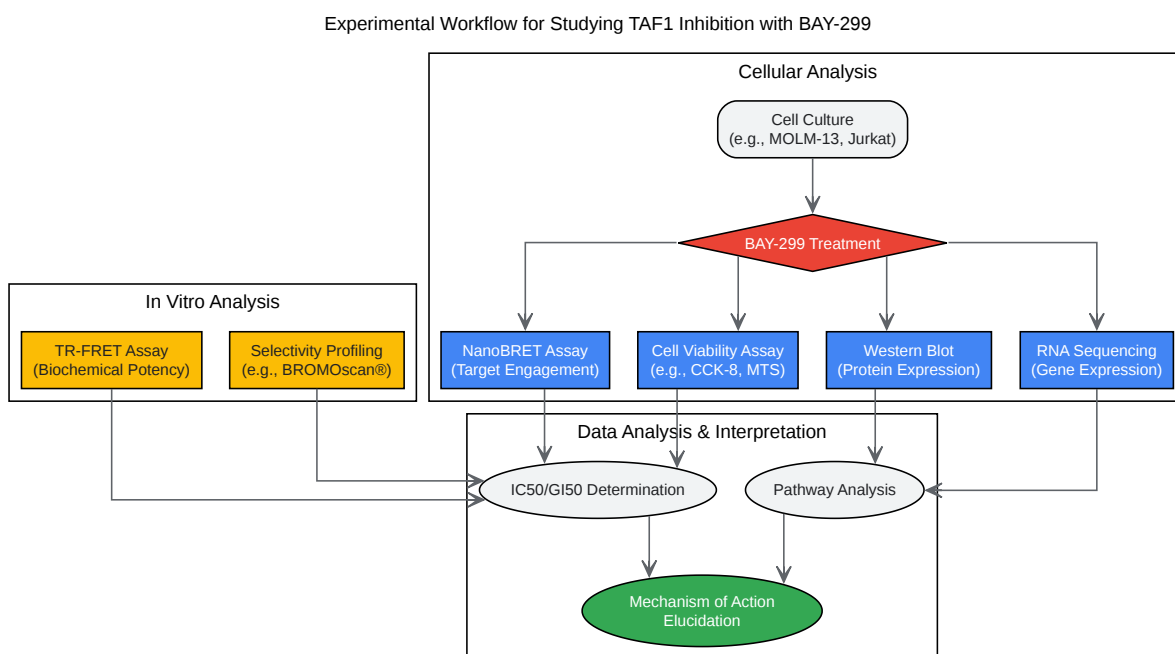 Experimental Workflow for Studying TAF1 Inhibition with BAY-299
Cellular Analysis
Cell Culture
(e.g., MOLM-13, Jurkat)
BAY-299 Treatment
In Vitro Analysis
TR-FRET Assay
(Biochemical Potency)
Selectivity Profiling
(e.g., BROMOscan®)
NanoBRET Assay
(Target Engagement)
Cell Viability Assay
(e.g., CCK-8, MTS)
Western Blot
(Protein Expression)
RNA Sequencing
(Gene Expression)
Data Analysis & Interpretation
IC50/GI50 Determination
Pathway Analysis
Mechanism of Action
Elucidation